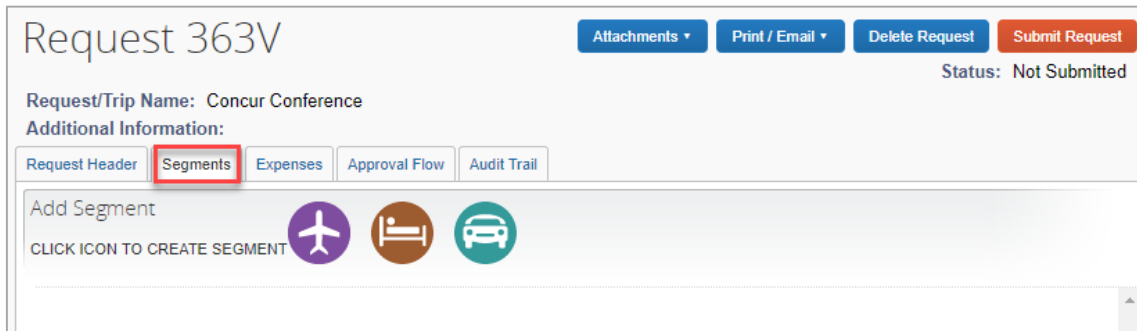 Request 363V
Attachments
Print / Email
Delete Request
Submit Request
Status: Not Submitted
Request/Trip Name: Concur Conference
Additional Information:
Request Header
Segments
Expenses
Approval Flow
Audit Trail
Add Segment
CLICK ICON TO CREATE SEGMENT